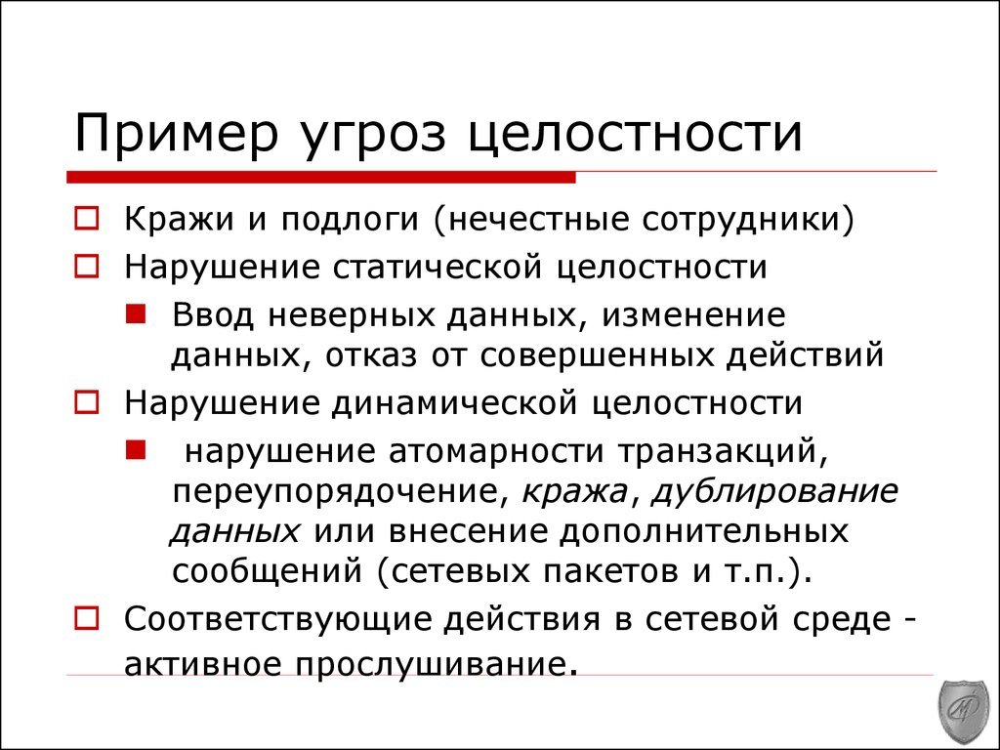 Пример угроз целостности
Кражи и подлоги (нечестные сотрудники)
Нарушение статической целостности
Ввод неверных данных, изменение
данных, отказ от совершенных действий
Нарушение динамической целостности
нарушение атомарности транзакций,
переупорядочение, кража, дублирование
данных или внесение дополнительных
сообщений (сетевых пакетов и т.п.).
Соответствующие действия в сетевой среде -
активное прослушивание.